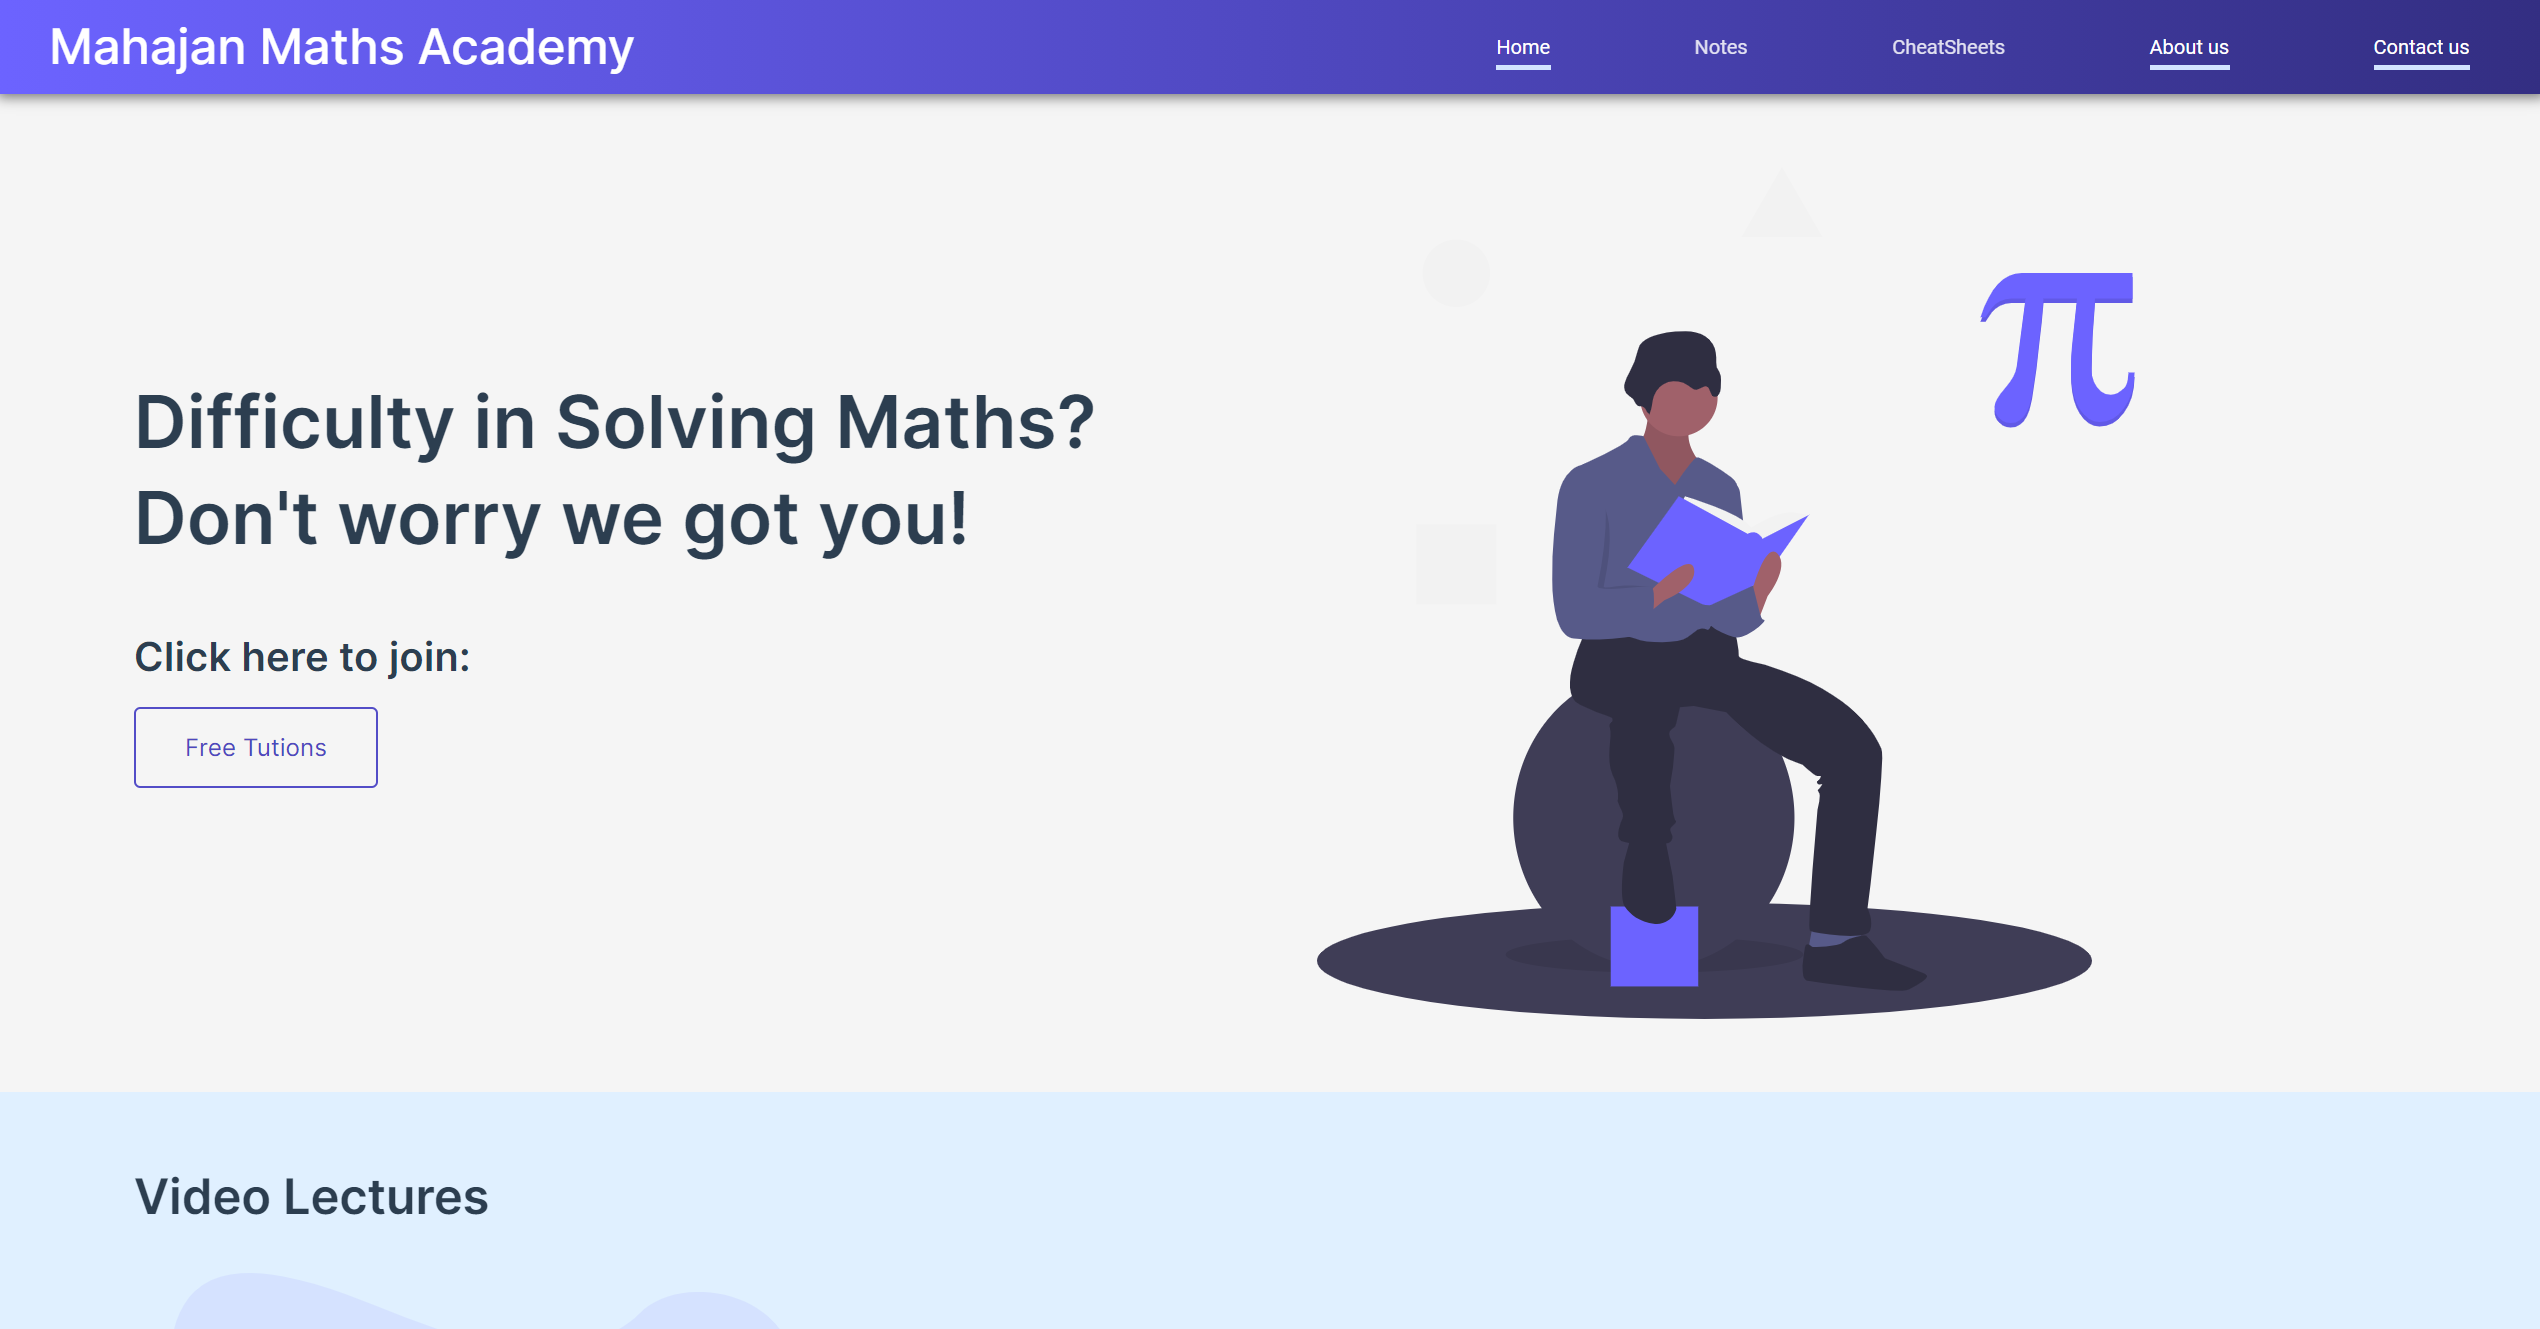 Mahajan Maths Academy
Home Notes CheatSheets About us Contact us
π
Difficulty in Solving Maths?
Don't worry we got you!
Click here to join:
Free Tutions
Video Lectures